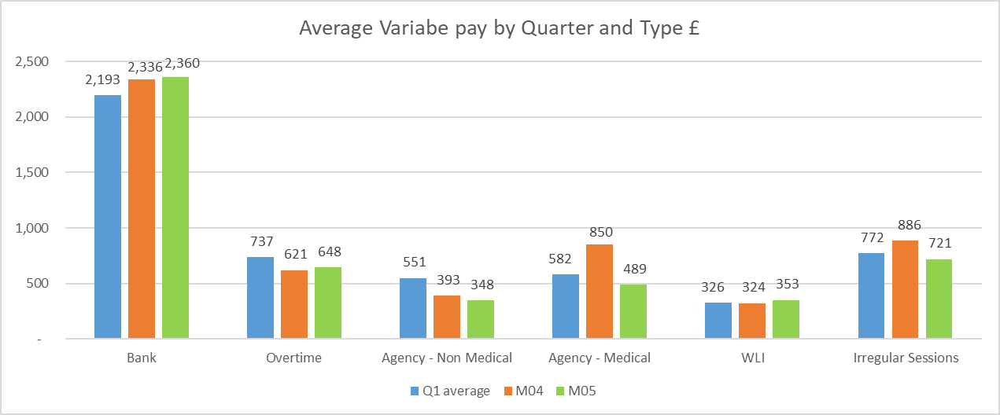 Average Variabe pay by Quarter and Type £
2,500
2,000
1,500
1,000
500
-
2,193 2,336 2,360
737 621 648
551 393 348
582 850 489
326 324 353
772 886 721
Bank Overtime Agency - Non Medical Agency - Medical WLI Irregular Sessions
Q1 average M04 M05